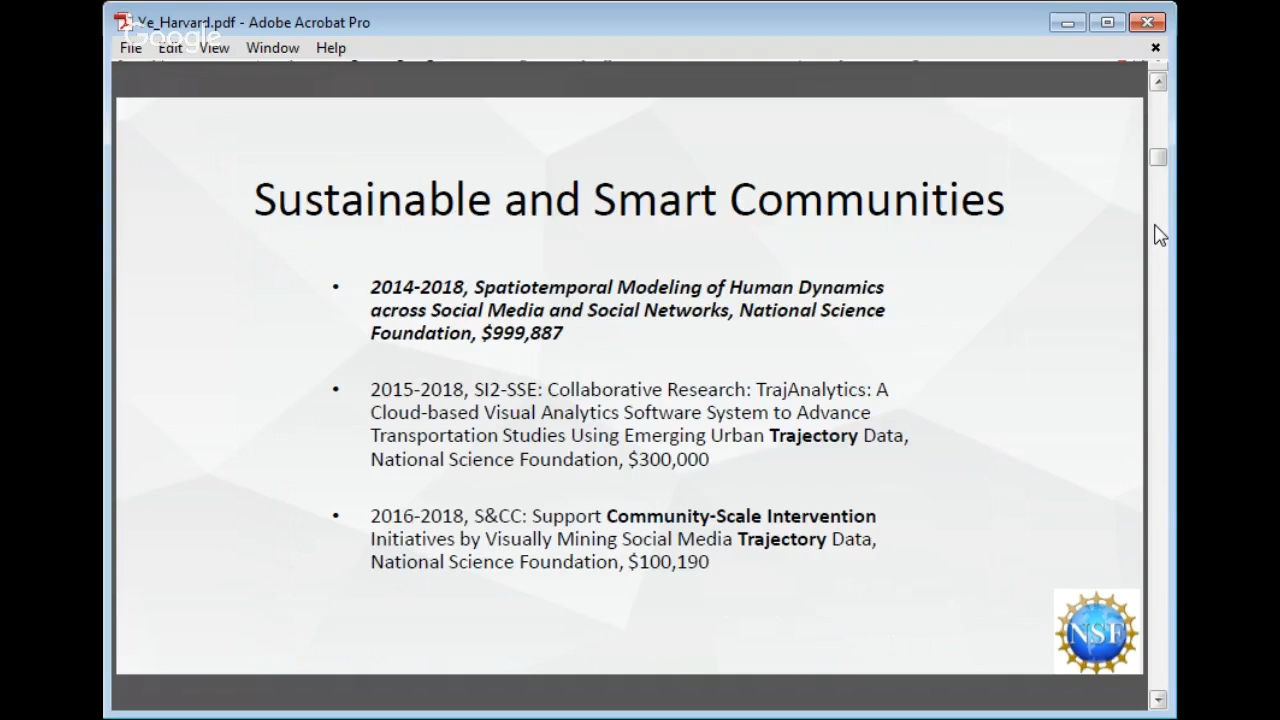 Ye_Harvard.pdf - Adobe Acrobat Pro
Google
File Edit View Window Help
Sustainable and Smart Communities
• 2014-2018, Spatiotemporal Modeling of Human Dynamics
across Social Media and Social Networks, National Science
Foundation, $999,887
• 2015-2018, SI2-SSE: Collaborative Research: TrajAnalytics: A
Cloud-based Visual Analytics Software System to Advance
Transportation Studies Using Emerging Urban Trajectory Data,
National Science Foundation, $300,000
• 2016-2018, S&CC: Support Community-Scale Intervention
Initiatives by Visually Mining Social Media Trajectory Data,
National Science Foundation, $100,190
NSF